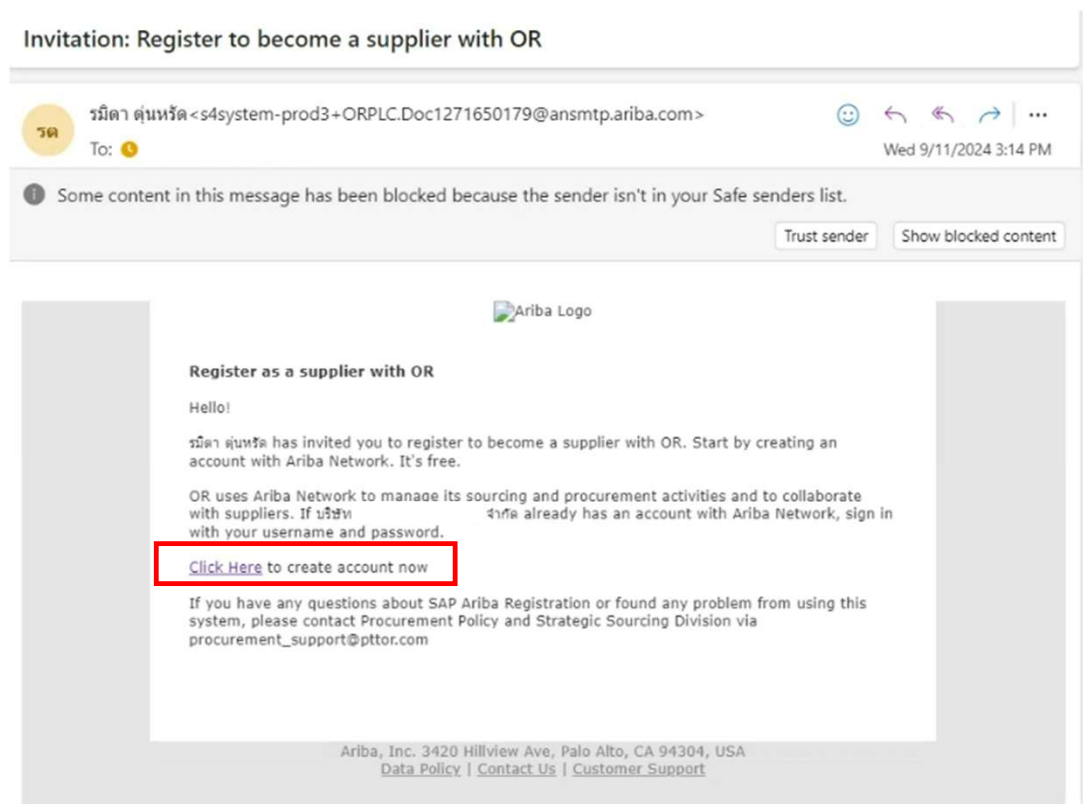 Invitation: Register to become a supplier with OR
รมิตา ตุ่นหรัด<s4system-prod3+ORPLC.Doc1271650179@ansmtp.ariba.com>
รต
To:
Wed 9/11/2024 3:14 PM
Some content in this message has been blocked because the sender isn't in your Safe senders list.
Trust sender
Show blocked content
Ariba Logo
Register as a supplier with OR
Hello!
รมิตา ตุ่นหรัด has invited you to register to become a supplier with OR. Start by creating an
account with Ariba Network. It's free.
OR uses Ariba Network to manage its sourcing and procurement activities and to collaborate
with suppliers. If บริษัท จำกัด already has an account with Ariba Network, sign in
with your username and password.
Click Here to create account now
If you have any questions about SAP Ariba Registration or found any problem from using this
system, please contact Procurement Policy and Strategic Sourcing Division via
procurement_support@pttor.com
Ariba, Inc. 3420 Hillview Ave, Palo Alto, CA 94304, USA
Data Policy | Contact Us | Customer Support